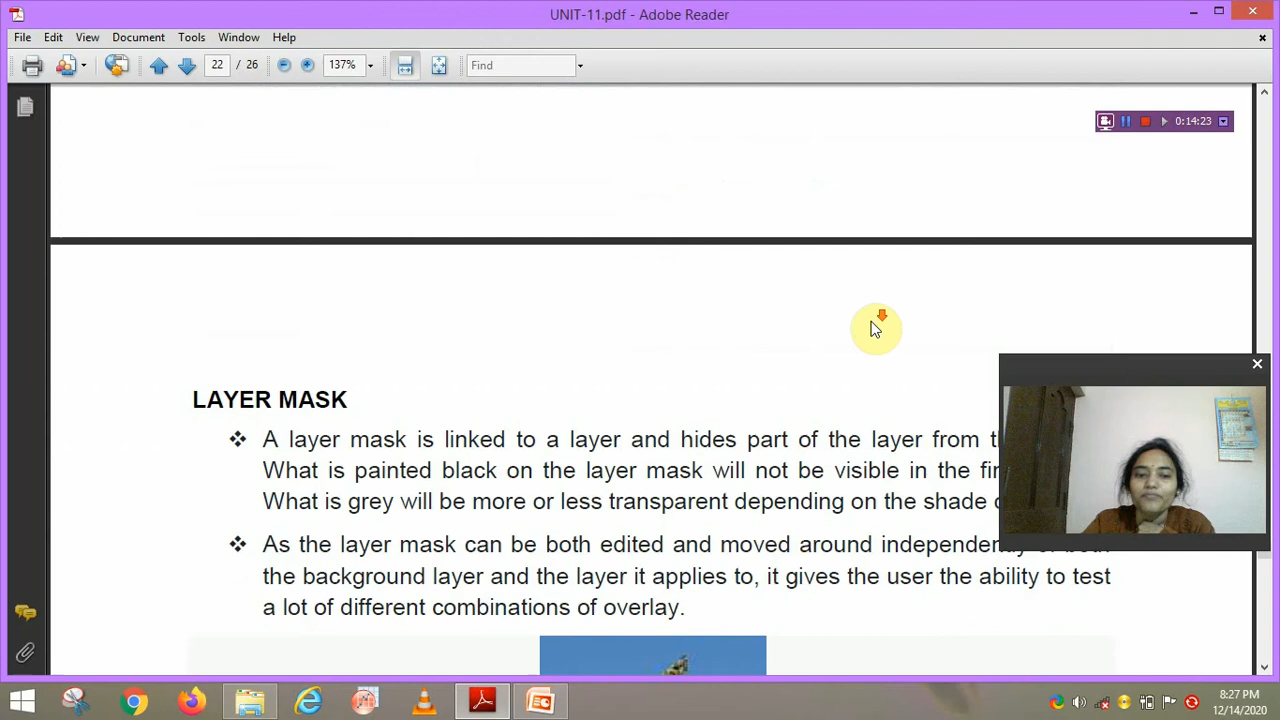 UNIT-11.pdf - Adobe Reader
File Edit View Document Tools Window Help
22 / 26 137% Find
0:14:23
LAYER MASK
❖ A layer mask is linked to a layer and hides part of the layer from
What is painted black on the layer mask will not be visible in the
What is grey will be more or less transparent depending on the shade
❖ As the layer mask can be both edited and moved around independently of both
the background layer and the layer it applies to, it gives the user the ability to test
a lot of different combinations of overlay.
8:27 PM
12/14/2020